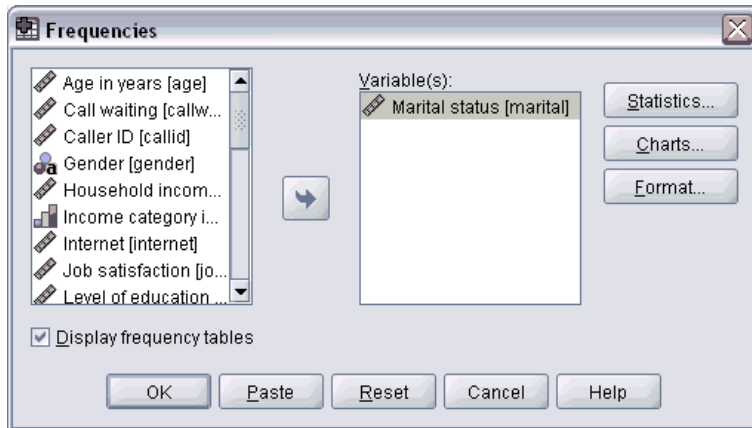 Frequencies
Age in years [age]
Call waiting [callw...
Caller ID [callid]
Gender [gender]
Household incom...
Income category i...
Internet [internet]
Job satisfaction [jo...
Level of education ...
Variable(s):
Marital status [marital]
Statistics...
Charts...
Format...
Display frequency tables
OK
Paste
Reset
Cancel
Help